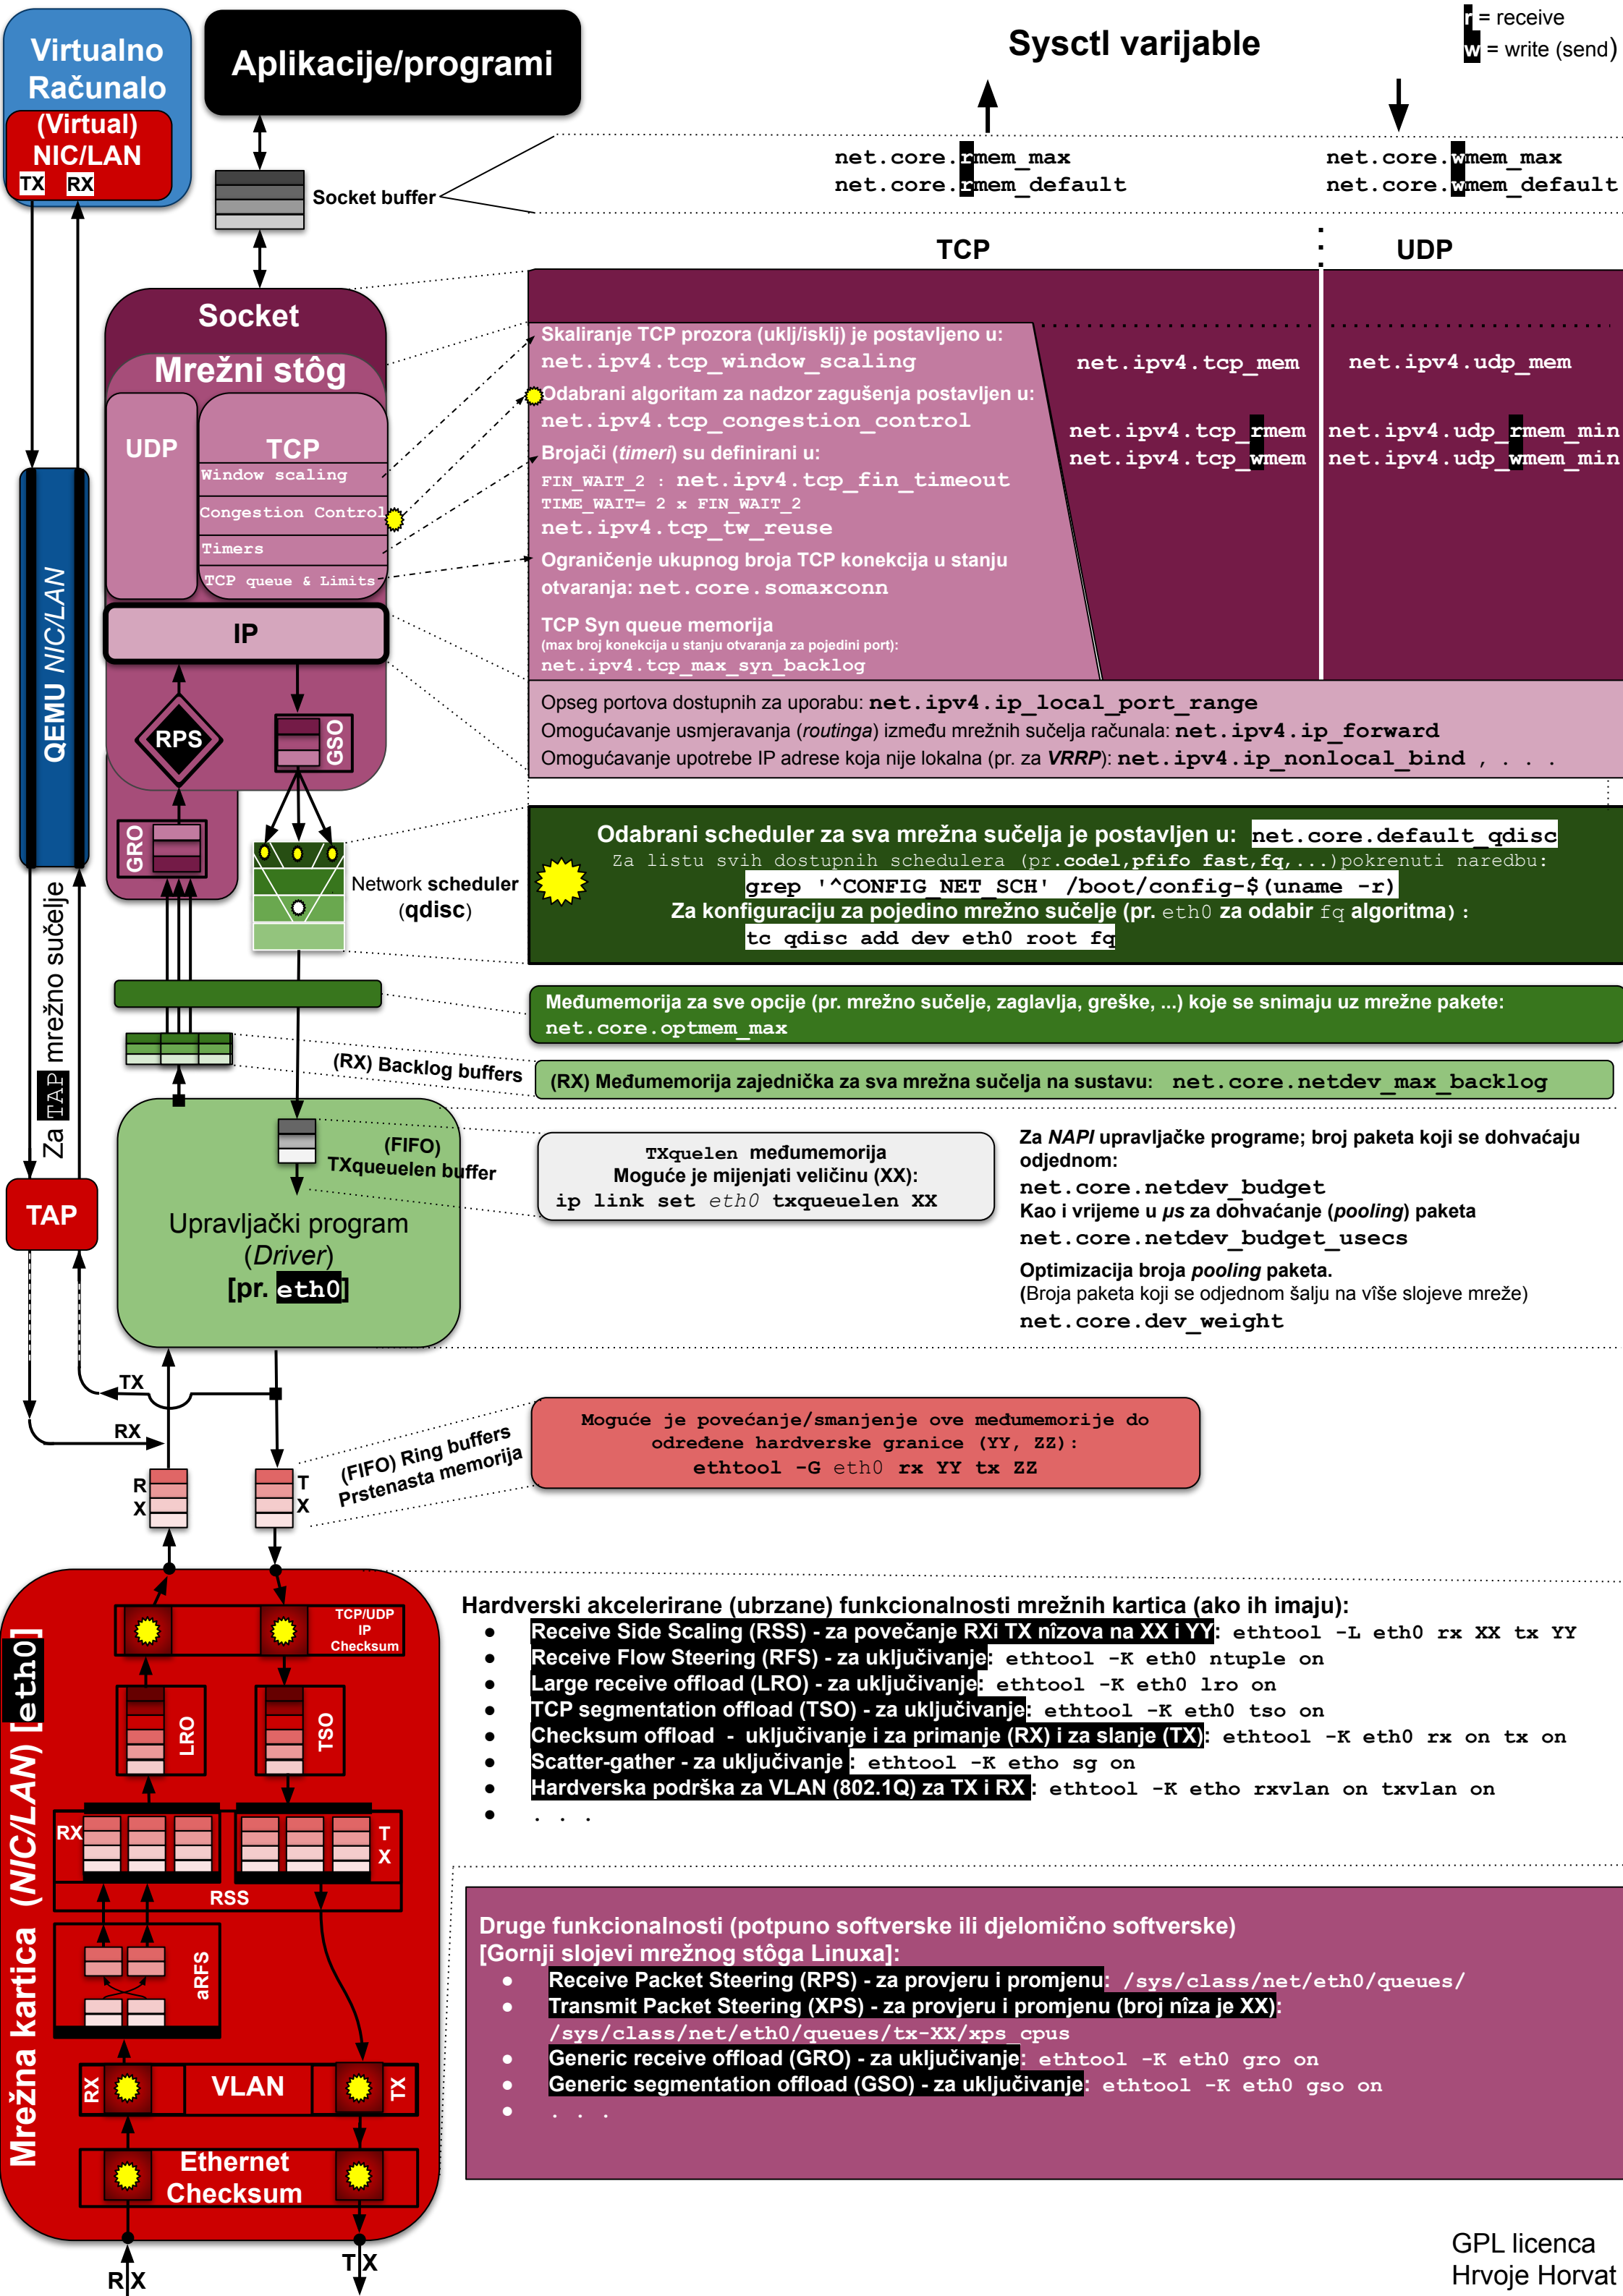 Virtualno
Računalo
(Virtual)
NIC/LAN
TX RX
Aplikacije/programi
Sysctl varijable
r = receive
w = write (send)
Socket buffer
net.core.rmem_max
net.core.rmem_default
net.core.wmem_max
net.core.wmem_default
TCP
UDP
Socket
Mrežni stôg
UDP
TCP
Window scaling
Congestion Control
Timers
TCP queue & Limits
IP
RPS
GSO
GRO
Skaliranje TCP prozora (uklj/isklj) je postavljeno u:
net.ipv4.tcp_window_scaling
Odabrani algoritam za nadzor zagušenja postavljen u:
net.ipv4.tcp_congestion_control
Brojači (timeri) su definirani u:
FIN_WAIT_2 : net.ipv4.tcp_fin_timeout
TIME_WAIT= 2 x FIN_WAIT_2
net.ipv4.tcp_tw_reuse
Ograničenje ukupnog broja TCP konekcija u stanju
otvaranja: net.core.somaxconn
TCP Syn queue memorija
(max broj konekcija u stanju otvaranja za pojedini port):
net.ipv4.tcp_max_syn_backlog
net.ipv4.tcp_mem
net.ipv4.tcp_rmem
net.ipv4.tcp_wmem
net.ipv4.udp_mem
net.ipv4.udp_rmem_min
net.ipv4.udp_wmem_min
Opseg portova dostupnih za uporabu: net.ipv4.ip_local_port_range
Omogućavanje usmjeravanja (routinga) između mrežnih sučelja računala: net.ipv4.ip_forward
Omogućavanje upotrebe IP adrese koja nije lokalna (pr. za VRRP): net.ipv4.ip_nonlocal_bind , . . .
QEMU NIC/LAN
Za TAP mrežno sučelje
TAP
Network scheduler
(qdisc)
Odabrani scheduler za sva mrežna sučelja je postavljen u: net.core.default_qdisc
Za listu svih dostupnih schedulera (pr.codel,pfifo fast,fq,...)pokrenuti naredbu:
grep '^CONFIG_NET_SCH' /boot/config-$(uname -r)
Za konfiguraciju za pojedino mrežno sučelje (pr. eth0 za odabir fq algoritma):
tc qdisc add dev eth0 root fq
Međumemorija za sve opcije (pr. mrežno sučelje, zaglavlja, greške, ...) koje se snimaju uz mrežne pakete:
net.core.optmem_max
(RX) Backlog buffers
(RX) Međumemorija zajednička za sva mrežna sučelja na sustavu: net.core.netdev_max_backlog
(FIFO)
TXqueuelen buffer
Upravljački program
(Driver)
[pr. eth0]
TXquelen međumemorija
Moguće je mijenjati veličinu (XX):
ip link set eth0 txqueuelen XX
Za NAPI upravljačke programe; broj paketa koji se dohvaćaju
odjednom:
net.core.netdev_budget
Kao i vrijeme u µs za dohvaćanje (pooling) paketa
net.core.netdev_budget_usecs
Optimizacija broja pooling paketa.
(Broja paketa koji se odjednom šalju na vîše slojeve mreže)
net.core.dev_weight
TX
RX
RX
TX
(FIFO) Ring buffers
Prstenasta memorija
Moguće je povećanje/smanjenje ove međumemorije do
određene hardverske granice (YY, ZZ):
ethtool -G eth0 rx YY tx ZZ
Mrežna kartica (NIC/LAN) [eth0]
TCP/UDP
IP
Checksum
LRO
TSO
RX
TX
RSS
aRFS
RX
VLAN
TX
Ethernet
Checksum
RX
TX
Hardverski akcelerirane (ubrzane) funkcionalnosti mrežnih kartica (ako ih imaju):
● Receive Side Scaling (RSS) - za povečanje RXi TX nîzova na XX i YY: ethtool -L eth0 rx XX tx YY
● Receive Flow Steering (RFS) - za uključivanje: ethtool -K eth0 ntuple on
● Large receive offload (LRO) - za uključivanje: ethtool -K eth0 lro on
● TCP segmentation offload (TSO) - za uključivanje: ethtool -K eth0 tso on
● Checksum offload - uključivanje i za primanje (RX) i za slanje (TX): ethtool -K eth0 rx on tx on
● Scatter-gather - za uključivanje : ethtool -K etho sg on
● Hardverska podrška za VLAN (802.1Q) za TX i RX : ethtool -K etho rxvlan on txvlan on
● . . .
Druge funkcionalnosti (potpuno softverske ili djelomično softverske)
[Gornji slojevi mrežnog stôga Linuxa]:
● Receive Packet Steering (RPS) - za provjeru i promjenu: /sys/class/net/eth0/queues/
● Transmit Packet Steering (XPS) - za provjeru i promjenu (broj nîza je XX):
/sys/class/net/eth0/queues/tx-XX/xps_cpus
● Generic receive offload (GRO) - za uključivanje: ethtool -K eth0 gro on
● Generic segmentation offload (GSO) - za uključivanje: ethtool -K eth0 gso on
● . . .
GPL licenca
Hrvoje Horvat